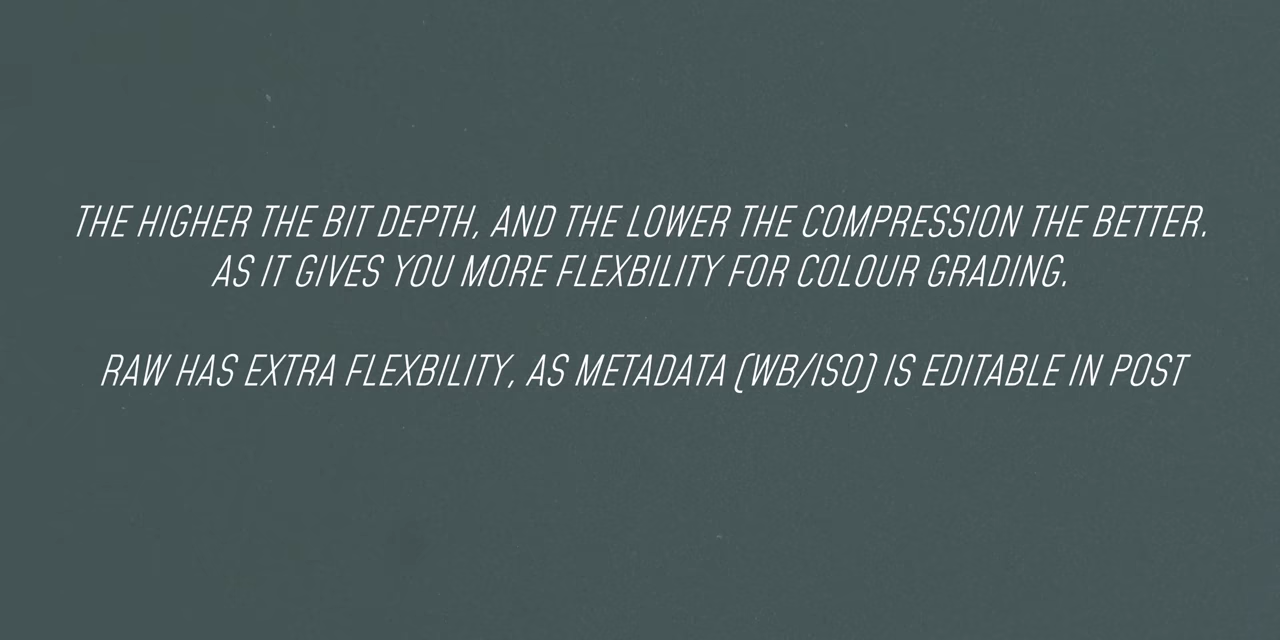 THE HIGHER THE BIT DEPTH, AND THE LOWER THE COMPRESSION THE BETTER.
AS IT GIVES YOU MORE FLEXBILITY FOR COLOUR GRADING.
RAW HAS EXTRA FLEXBILITY, AS METADATA (WB/ISO) IS EDITABLE IN POST